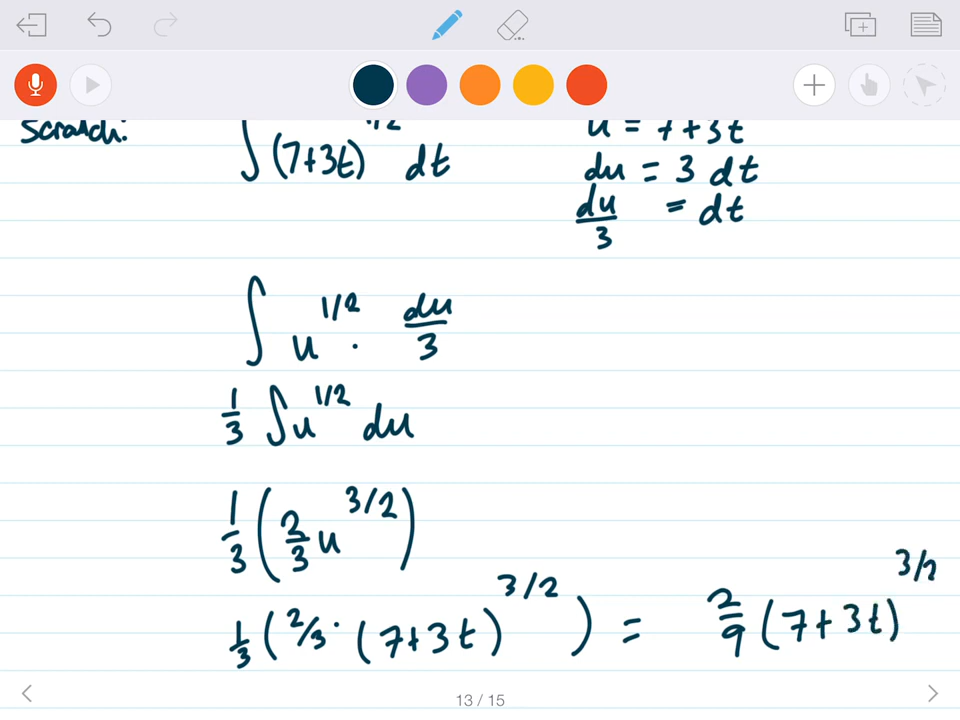 Scratch: ∫(7+3t)^1/2 dt
u = 7+3t
du = 3 dt
du/3 = dt
∫ u^1/2 · du/3
1/3 ∫ u^1/2 du
1/3 (2/3 u^3/2)
1/3 (2/3 · (7+3t)^3/2) = 2/9 (7+3t)^3/2
13 / 15